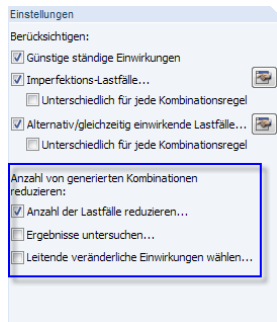 Einstellungen
Berücksichtigen:
Günstige ständige Einwirkungen
Imperfektions-Lastfälle...
Unterschiedlich für jede Kombinationsregel
Alternativ/gleichzeitig einwirkende Lastfälle...
Unterschiedlich für jede Kombinationsregel
Anzahl von generierten Kombinationen
reduzieren:
Anzahl der Lastfälle reduzieren...
Ergebnisse untersuchen...
Leitende veränderliche Einwirkungen wählen...